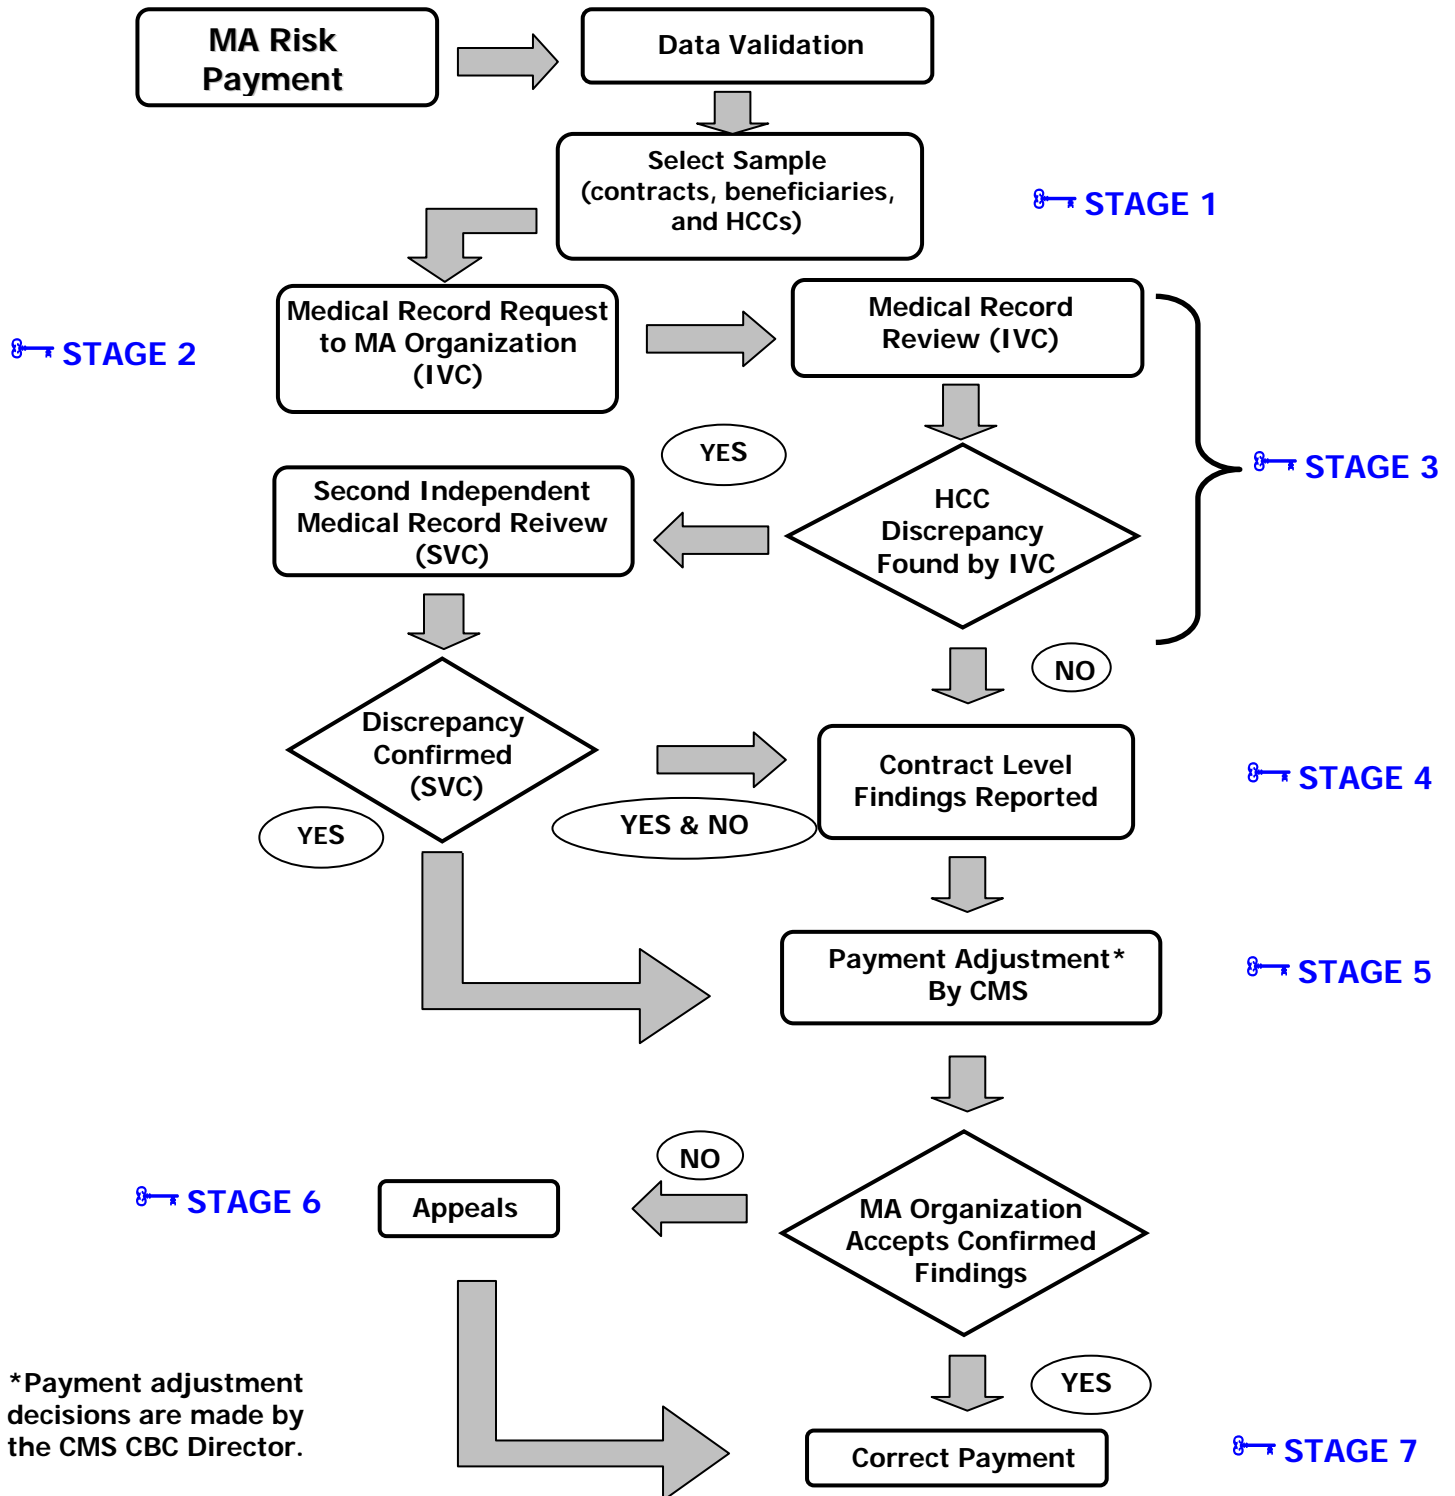 MA Risk
Payment
Data Validation
Select Sample
(contracts, beneficiaries,
and HCCs)
STAGE 1
Medical Record Request
to MA Organization
(IVC)
STAGE 2
Medical Record
Review (IVC)
STAGE 3
YES
HCC
Discrepancy
Found by IVC
Second Independent
Medical Record Reivew
(SVC)
NO
Discrepancy
Confirmed
(SVC)
YES
YES & NO
Contract Level
Findings Reported
STAGE 4
Payment Adjustment*
By CMS
STAGE 5
NO
MA Organization
Accepts Confirmed
Findings
Appeals
STAGE 6
YES
Correct Payment
STAGE 7
*Payment adjustment
decisions are made by
the CMS CBC Director.